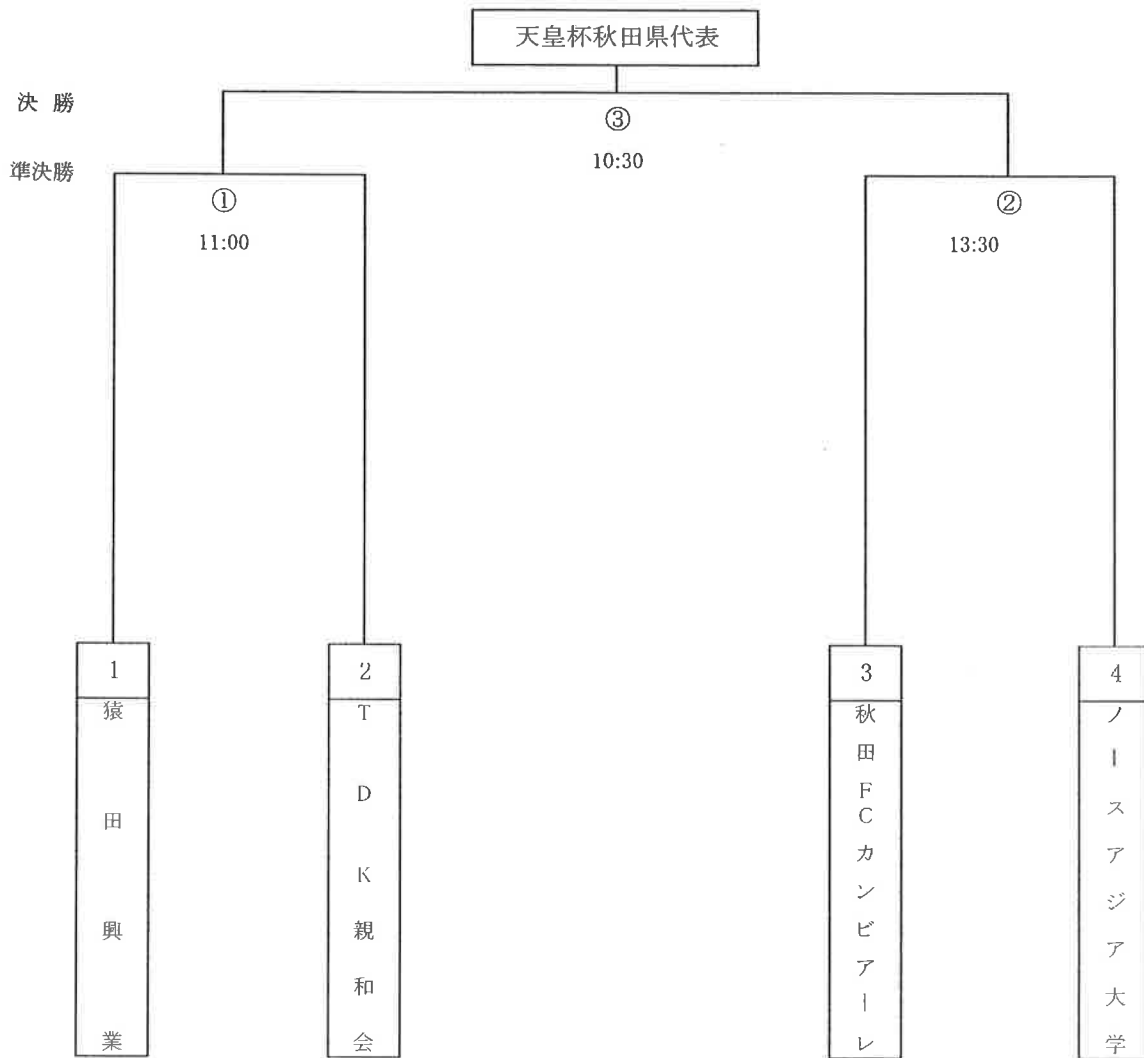 天皇杯秋田県代表
決 勝
③
10:30
準決勝
①
11:00
②
13:30
1
2
3
4
猿田興業
TDK親和会
秋田FCカンビアーレ
ノースアジア大学